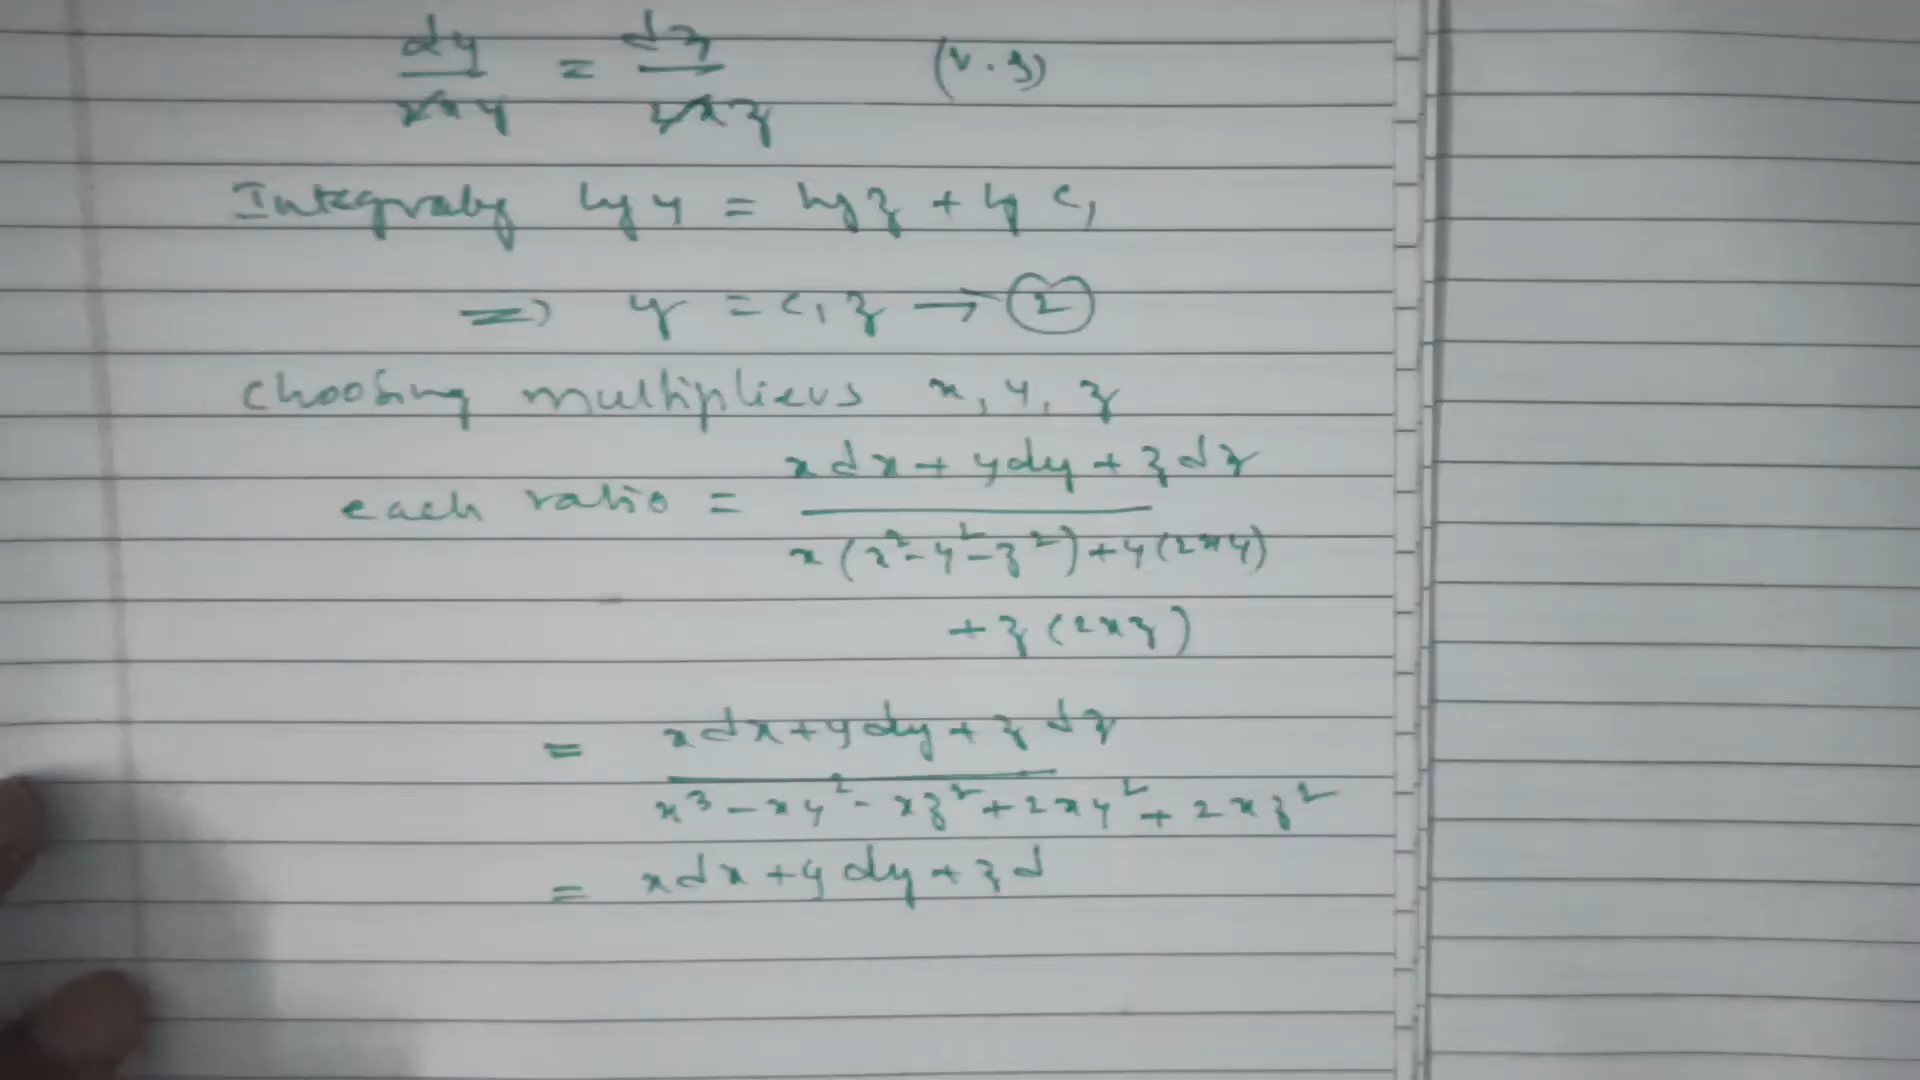 dy/2xy = dz/2xz (v.s)
Integrating log y = log z + log c₁
⇒ y = c₁z → ②
choosing multipliers x, y, z
each ratio = xdx + ydy + zdz / x(x²-y²-z²)+y(2xy)
+ z(2xz)
= xdx+ydy+zdz / x³-xy²-xz²+2xy²+2xz²
= xdx+ydy+zd